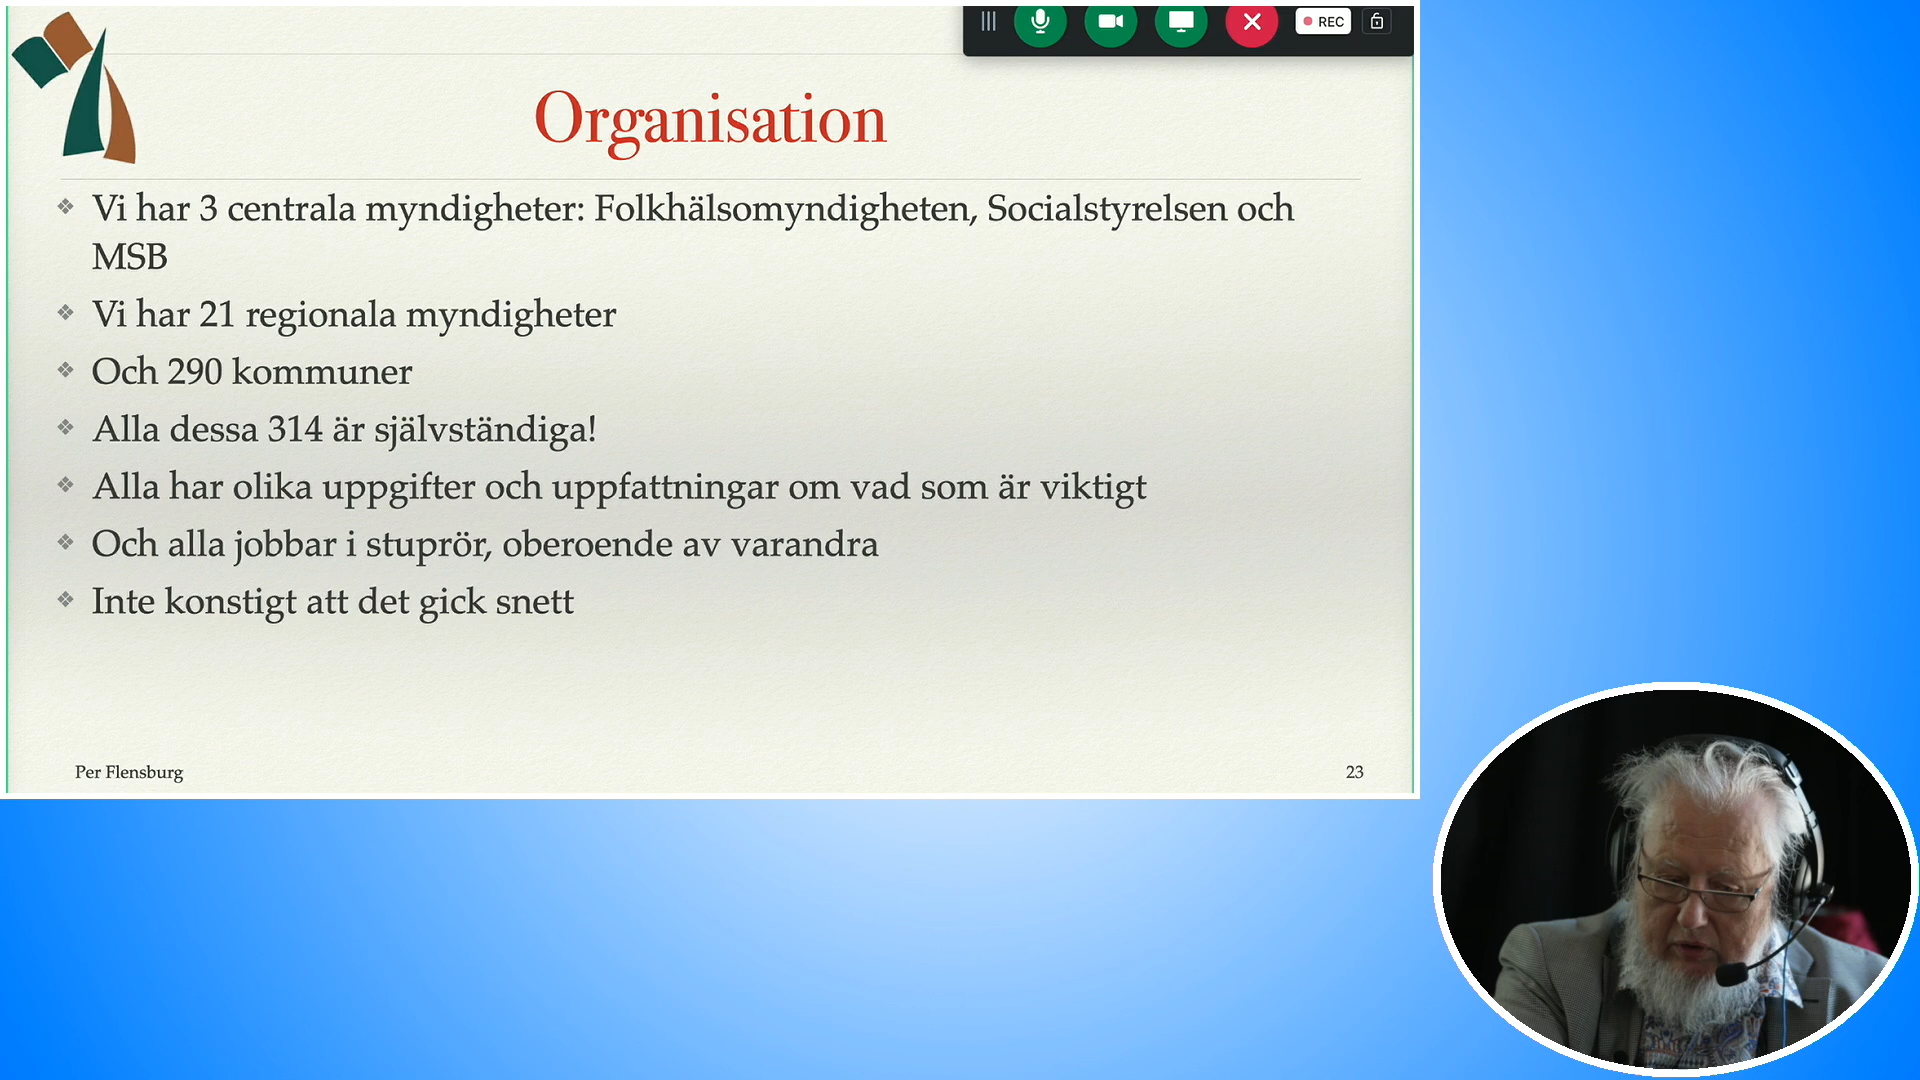 REC
Organisation
Vi har 3 centrala myndigheter: Folkhälsomyndigheten, Socialstyrelsen och
MSB
Vi har 21 regionala myndigheter
Och 290 kommuner
Alla dessa 314 är självständiga!
Alla har olika uppgifter och uppfattningar om vad som är viktigt
Och alla jobbar i stuprör, oberoende av varandra
Inte konstigt att det gick snett
Per Flensburg
23